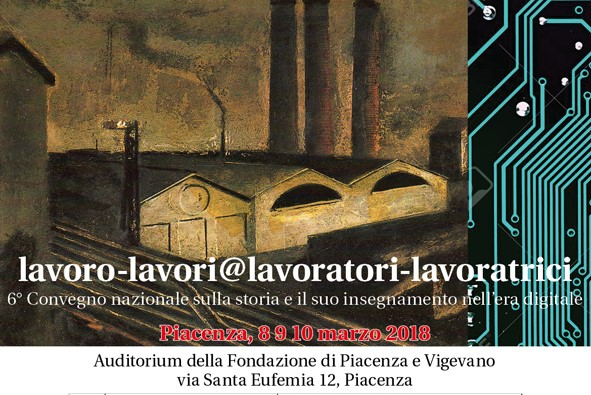 lavoro-lavori@lavoratori-lavoratrici
6° Convegno nazionale sulla storia e il suo insegnamento nell'era digitale
Piacenza, 8 9 10 marzo 2018
Auditorium della Fondazione di Piacenza e Vigevano
via Santa Eufemia 12, Piacenza